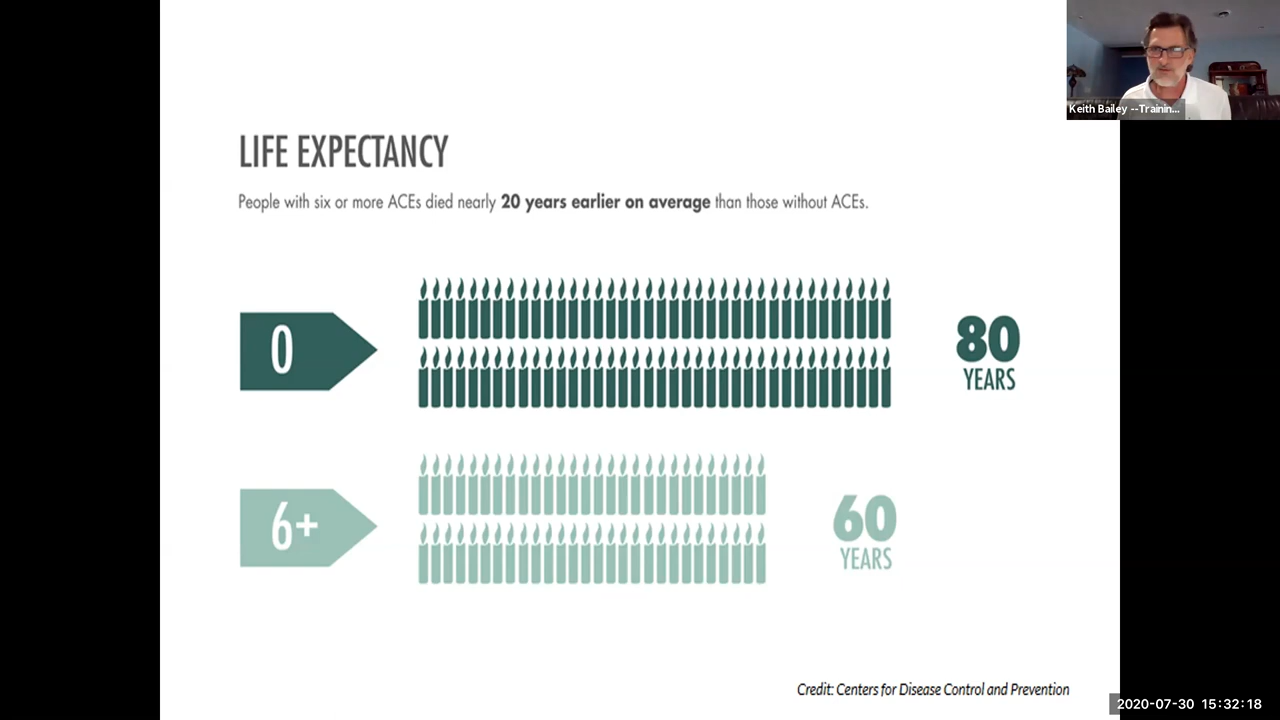 Keith Bailey --Trainin...
LIFE EXPECTANCY
People with six or more ACEs died nearly 20 years earlier on average than those without ACEs.
0
80
YEARS
6+
60
YEARS
Credit: Centers for Disease Control and Prevention
2020-07-30 15:32:18